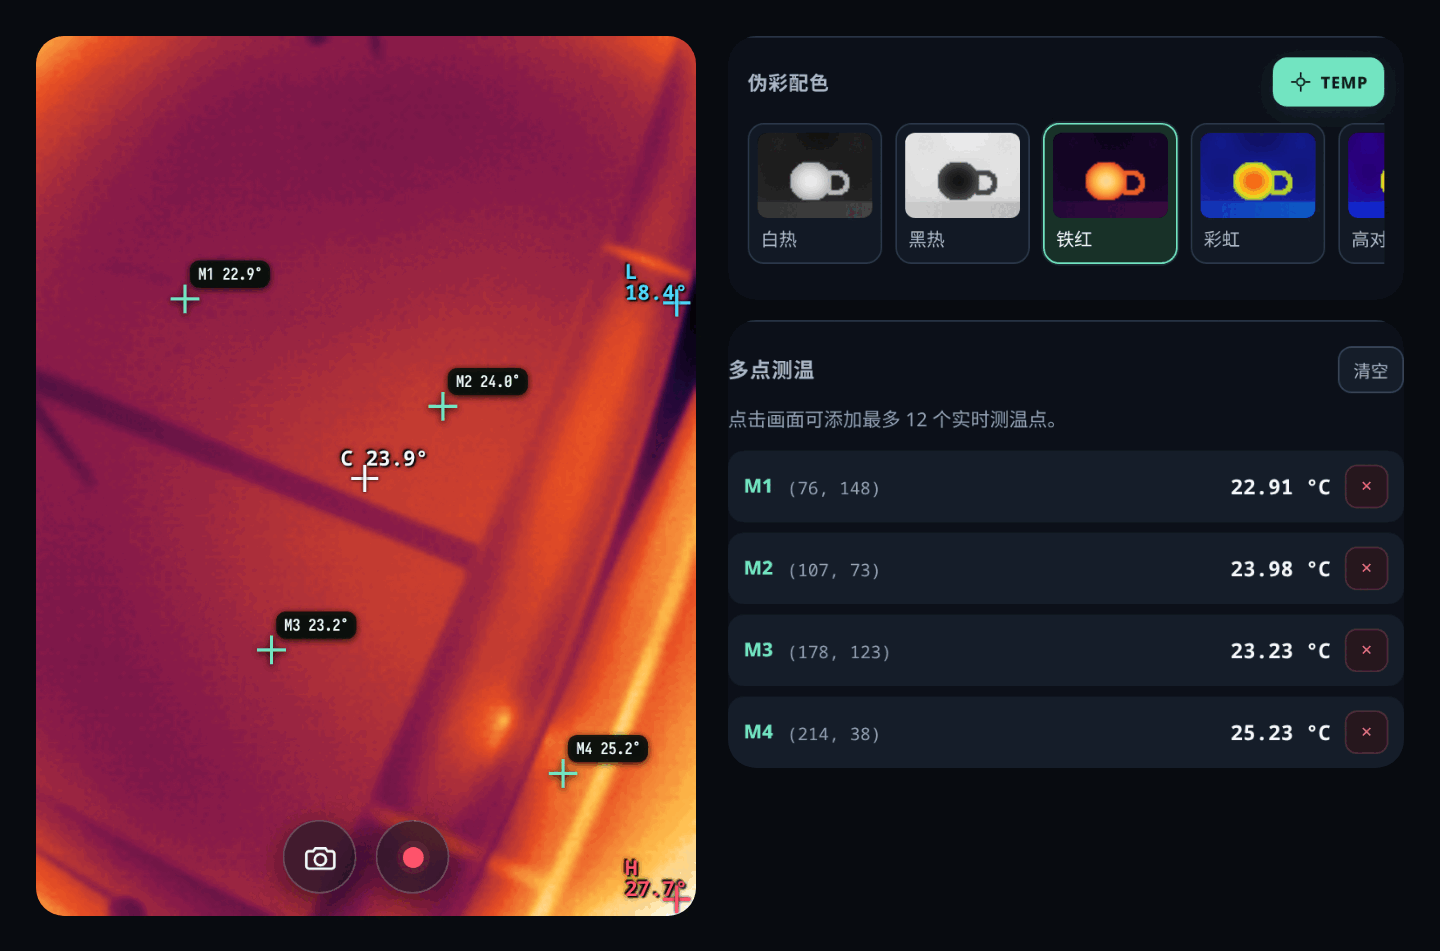 伪彩配色
TEMP
白热
黑热
铁红
彩虹
高对
M1 22.9°
L
18.4°
M2 24.0°
C 23.9°
M3 23.2°
M4 25.2°
H
27.7°
多点测温
清空
点击画面可添加最多 12 个实时测温点。
M1 (76, 148) 22.91 °C ×
M2 (107, 73) 23.98 °C ×
M3 (178, 123) 23.23 °C ×
M4 (214, 38) 25.23 °C ×